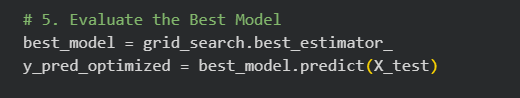 # 5. Evaluate the Best Model
best_model = grid_search.best_estimator_
y_pred_optimized = best_model.predict(X_test)